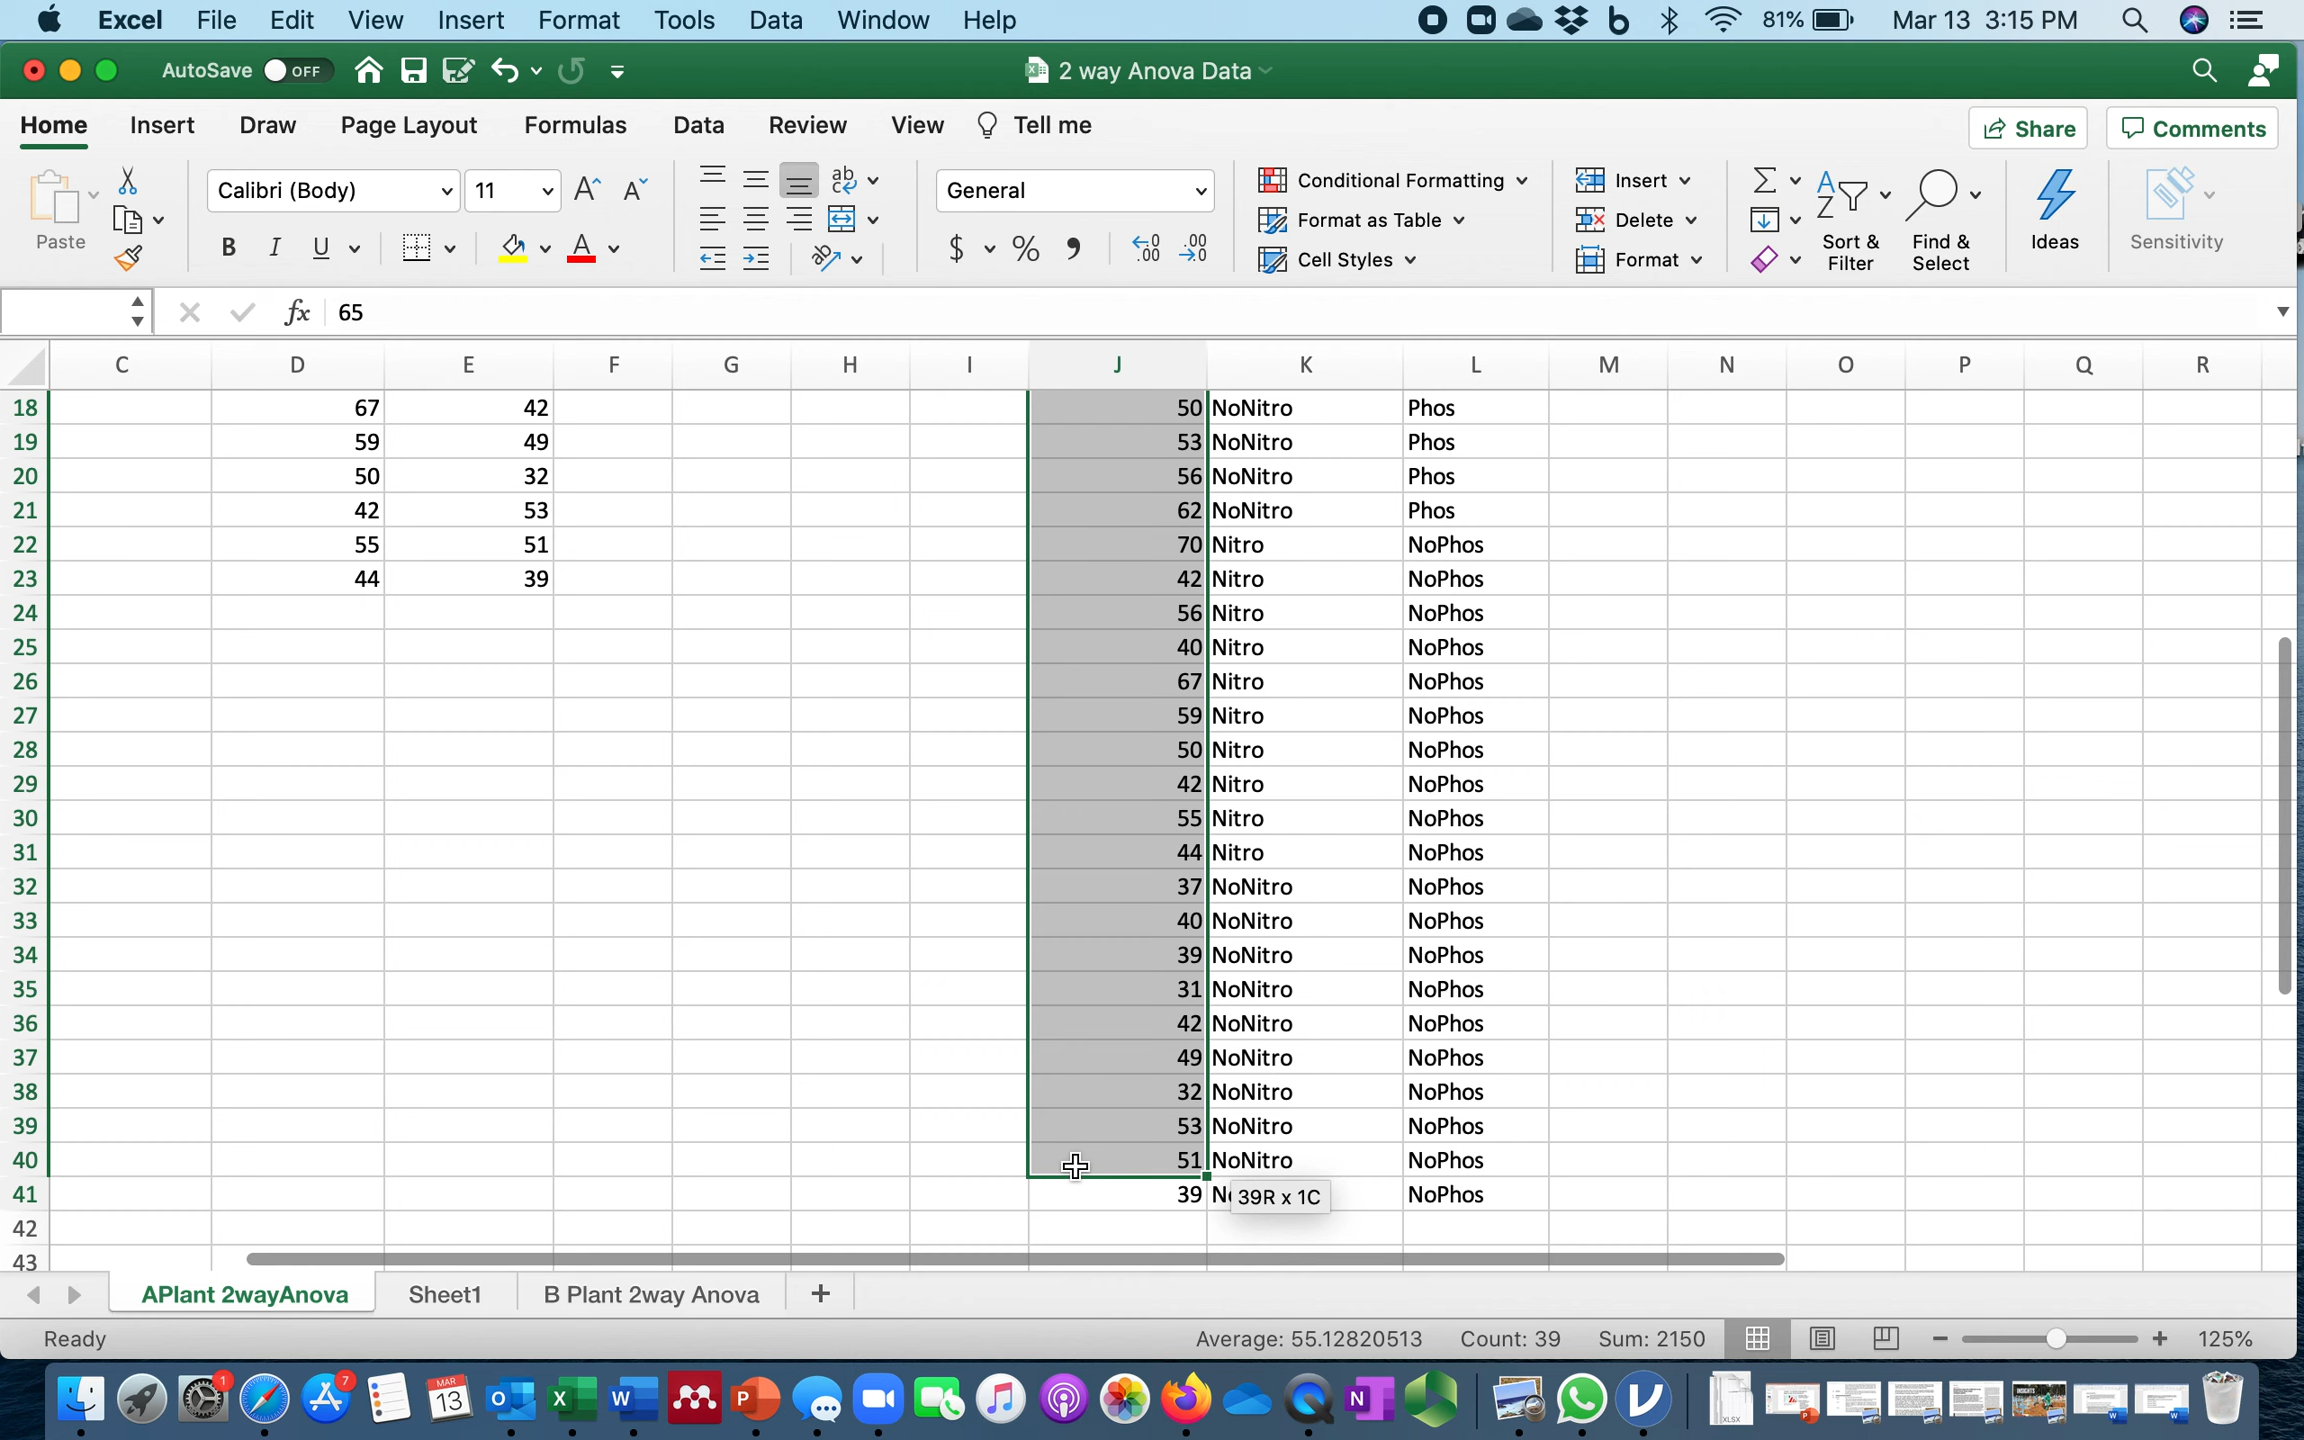 Excel File Edit View Insert Format Tools Data Window Help 81% Mar 13 3:15 PM
AutoSave OFF 2 way Anova Data
Home Insert Draw Page Layout Formulas Data Review View Tell me Share Comments
Paste Calibri (Body) 11 General Conditional Formatting Insert
Format as Table Delete
B I U A $ % Cell Styles Format Sort & Filter Find & Select Ideas Sensitivity
fx 65
C D E F G H I J K L M N O P Q R
18 67 42 50 NoNitro Phos
19 59 49 53 NoNitro Phos
20 50 32 56 NoNitro Phos
21 42 53 62 NoNitro Phos
22 55 51 70 Nitro NoPhos
23 44 39 42 Nitro NoPhos
24 56 Nitro NoPhos
25 40 Nitro NoPhos
26 67 Nitro NoPhos
27 59 Nitro NoPhos
28 50 Nitro NoPhos
29 42 Nitro NoPhos
30 55 Nitro NoPhos
31 44 Nitro NoPhos
32 37 NoNitro NoPhos
33 40 NoNitro NoPhos
34 39 NoNitro NoPhos
35 31 NoNitro NoPhos
36 42 NoNitro NoPhos
37 49 NoNitro NoPhos
38 32 NoNitro NoPhos
39 53 NoNitro NoPhos
40 51 NoNitro NoPhos
41 39 39R x 1C NoPhos
42
43
APlant 2wayAnova Sheet1 B Plant 2way Anova +
Ready Average: 55.12820513 Count: 39 Sum: 2150 125%
1 7 MAR 13 XLSX